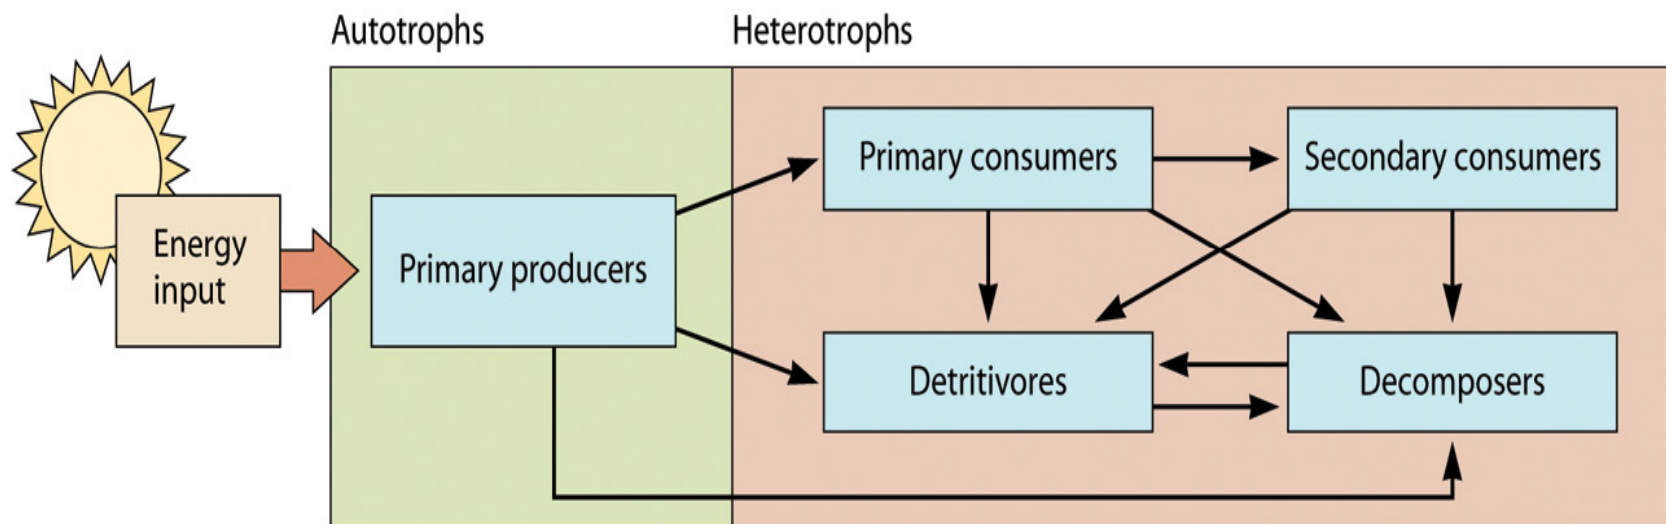 Autotrophs
Heterotrophs
Energy
input
Primary producers
Primary consumers
Secondary consumers
Detritivores
Decomposers